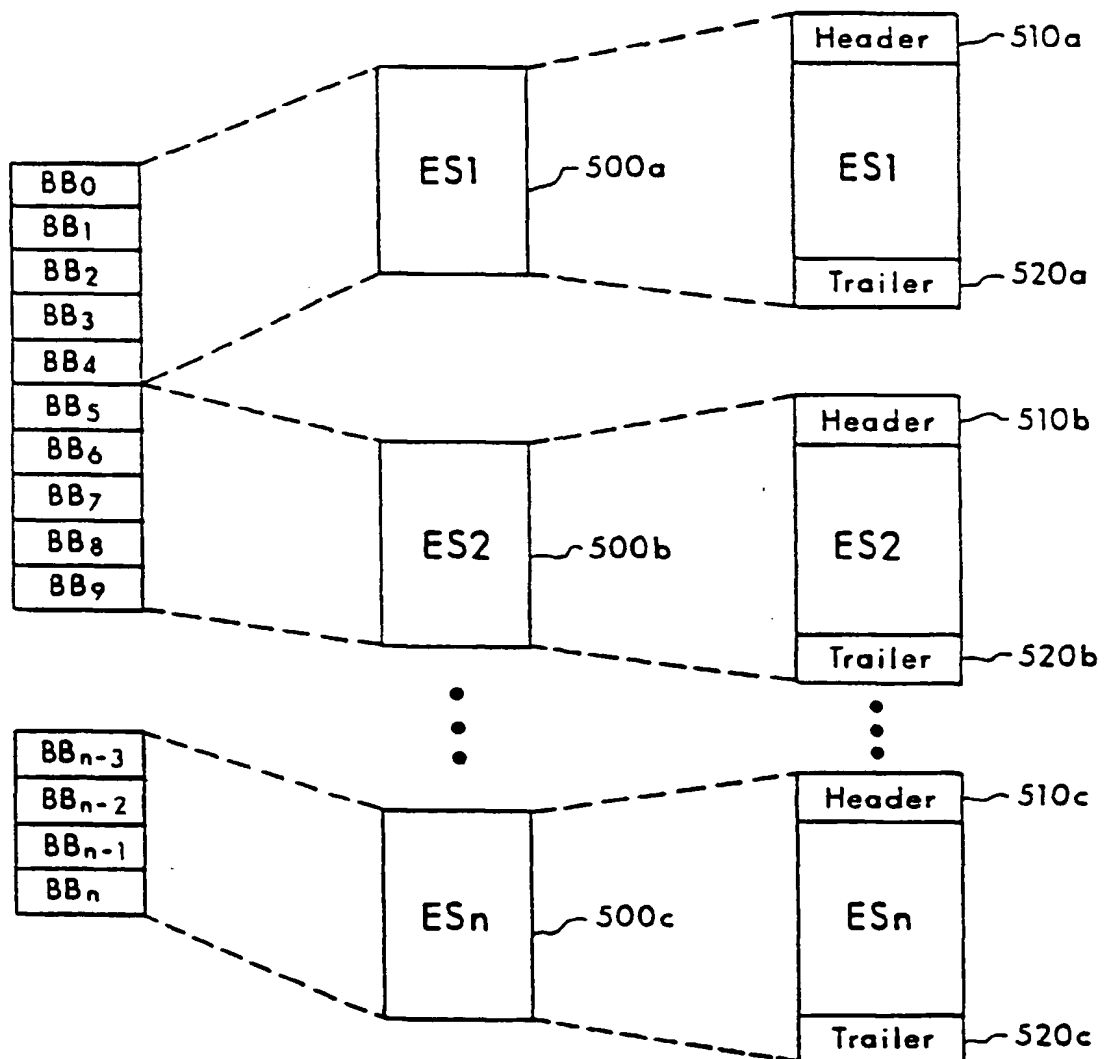 BB0
BB1
BB2
BB3
BB4
BB5
BB6
BB7
BB8
BB9
BBn-3
BBn-2
BBn-1
BBn
ES1
500a
ES2
500b
ESn
500c
Header
510a
ES1
Trailer
520a
Header
510b
ES2
Trailer
520b
Header
510c
ESn
Trailer
520c